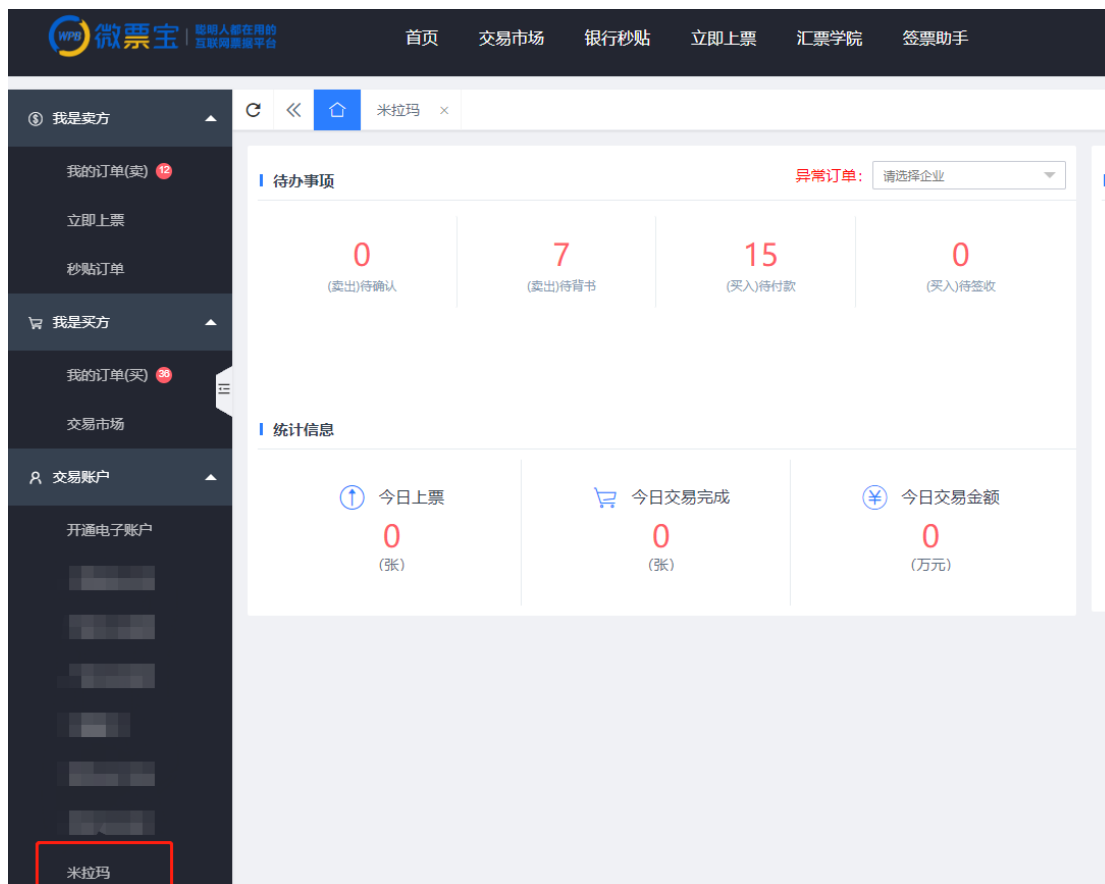 WPB 微票宝 聪明人都在用的
互联网票据平台
首页 交易市场 银行秒贴 立即上票 汇票学院 签票助手
我是卖方
米拉玛 ×
我的订单(卖) 12
待办事项 异常订单: 请选择企业
立即上票
0 7 15 0
秒贴订单
(卖出)待确认 (卖出)待背书 (买入)待付款 (买入)待签收
我是买方
我的订单(买) 36
交易市场
统计信息
交易账户
今日上票 今日交易完成 今日交易金额
开通电子账户
0 0 0
(张) (张) (万元)
米拉玛